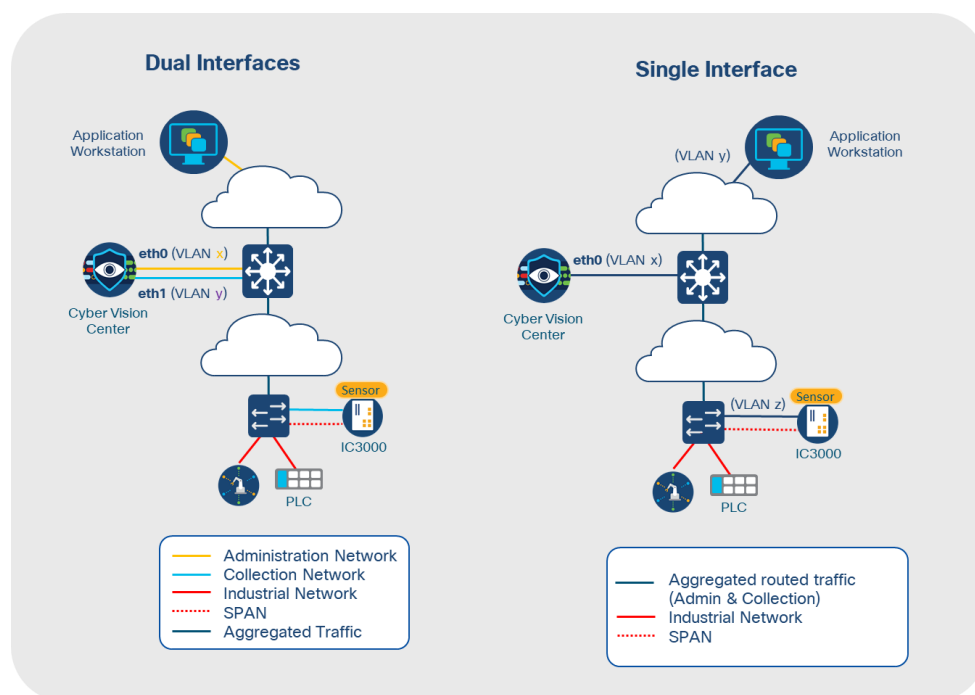 Dual Interfaces
Application
Workstation
eth0 (VLAN x)
eth1 (VLAN y)
Cyber Vision
Center
Sensor
IC3000
PLC
Administration Network
Collection Network
Industrial Network
SPAN
Aggregated Traffic
Single Interface
(VLAN y)
Application
Workstation
eth0 (VLAN x)
Cyber Vision
Center
Sensor
(VLAN z)
IC3000
PLC
Aggregated routed traffic
(Admin & Collection)
Industrial Network
SPAN